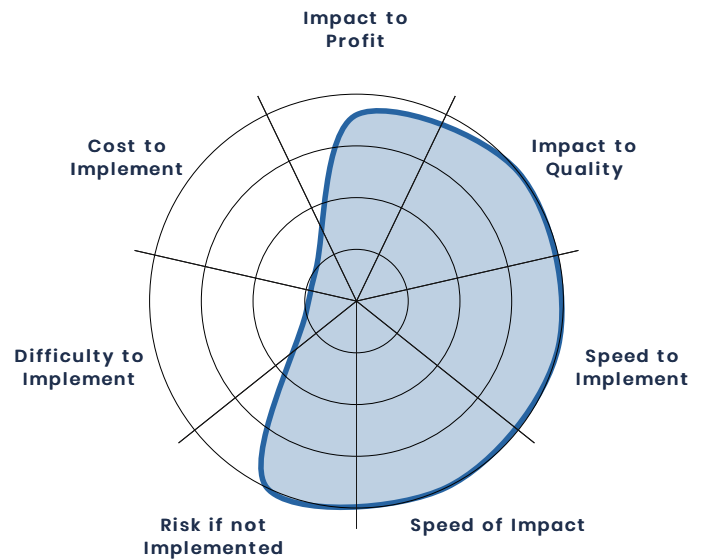 Impact to
Profit
Impact to
Quality
Speed to
Implement
Speed of Impact
Risk if not
Implemented
Difficulty to
Implement
Cost to
Implement